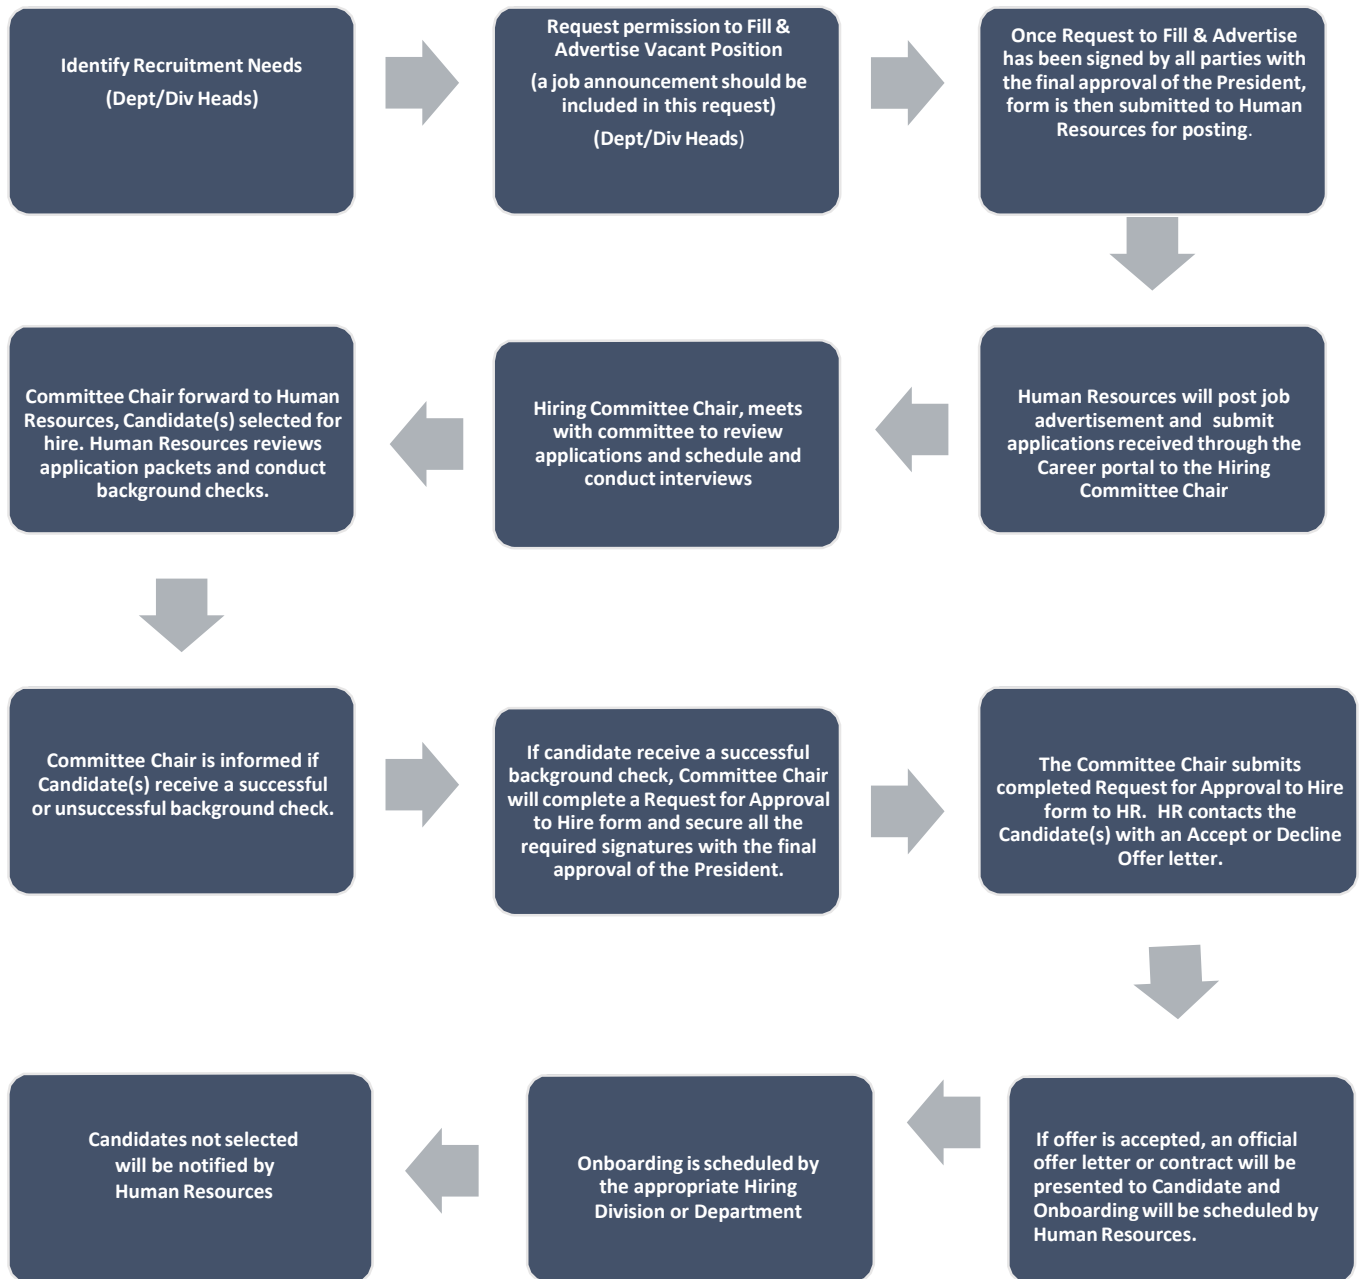 Identify Recruitment Needs
(Dept/Div Heads)
Request permission to Fill &
Advertise Vacant Position
(a job announcement should be
included in this request)
(Dept/Div Heads)
Once Request to Fill & Advertise
has been signed by all parties with
the final approval of the President,
form is then submitted to Human
Resources for posting.
Human Resources will post job
advertisement and submit
applications received through the
Career portal to the Hiring
Committee Chair
Hiring Committee Chair, meets
with committee to review
applications and schedule and
conduct interviews
Committee Chair forward to Human
Resources, Candidate(s) selected for
hire. Human Resources reviews
application packets and conduct
background checks.
Committee Chair is informed if
Candidate(s) receive a successful
or unsuccessful background check.
If candidate receive a successful
background check, Committee Chair
will complete a Request for Approval
to Hire form and secure all the
required signatures with the final
approval of the President.
The Committee Chair submits
completed Request for Approval to Hire
form to HR. HR contacts the
Candidate(s) with an Accept or Decline
Offer letter.
If offer is accepted, an official
offer letter or contract will be
presented to Candidate and
Onboarding will be scheduled by
Human Resources.
Onboarding is scheduled by
the appropriate Hiring
Division or Department
Candidates not selected
will be notified by
Human Resources